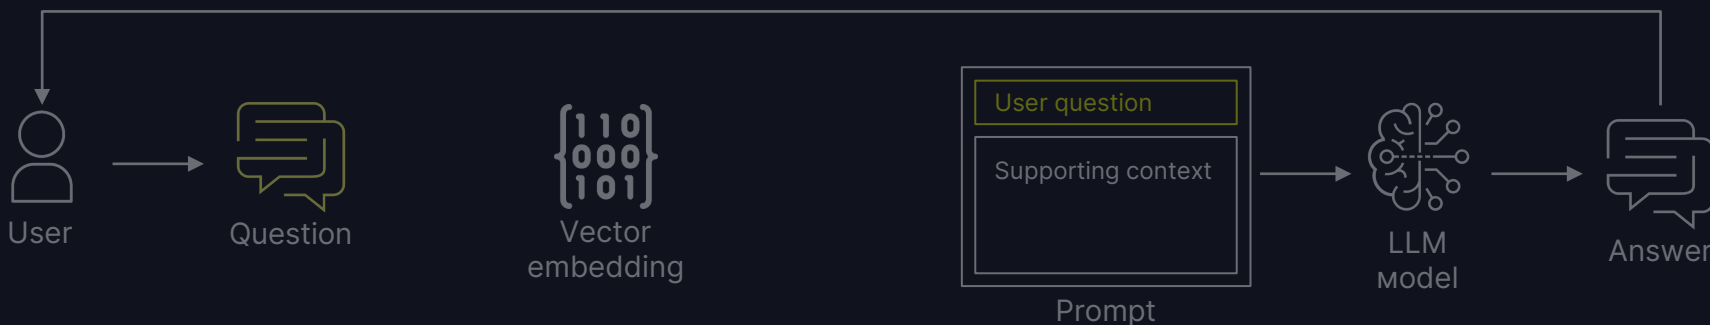 User
Question
110
000
101
Vector
embedding
User question
Supporting context
Prompt
LLM
Model
Answer